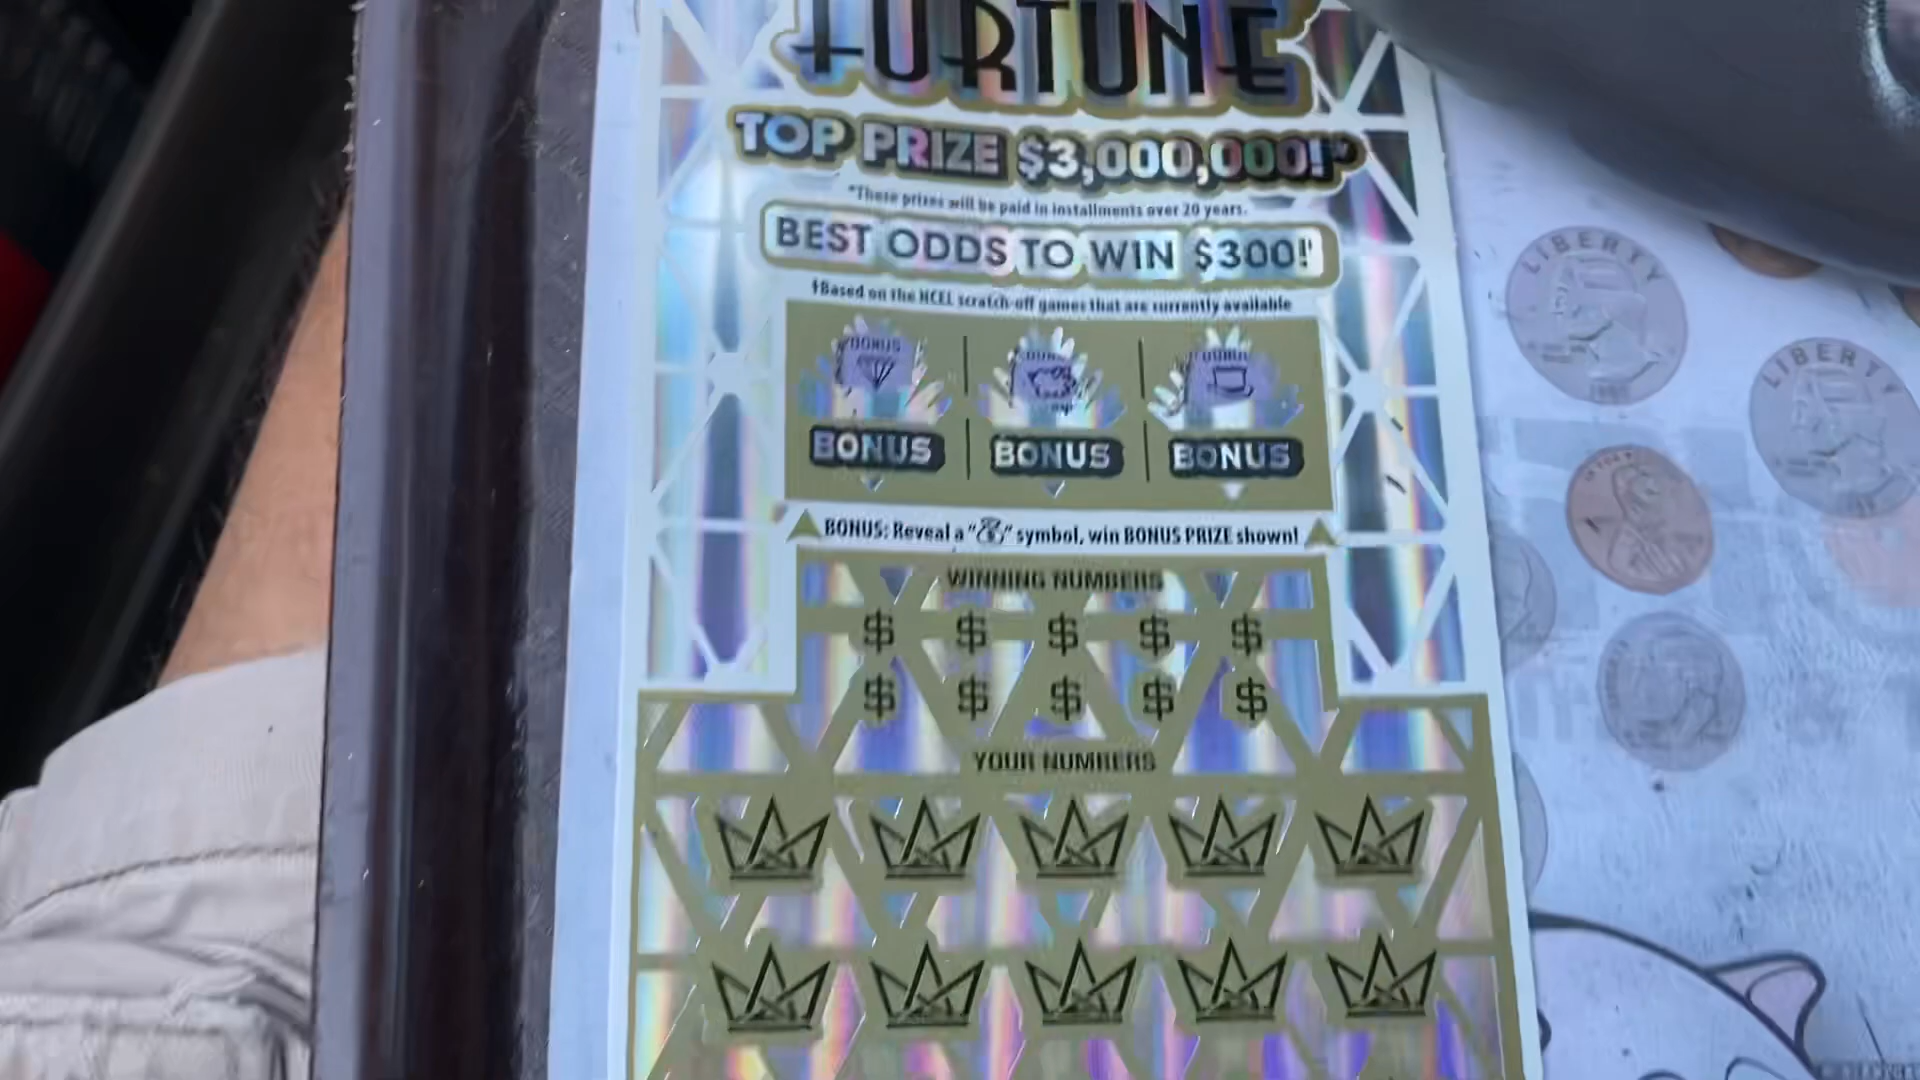 FORTUNE
TOP PRIZE $3,000,000!*
*These prizes will be paid in installments over 20 years.
BEST ODDS TO WIN $300!†
‡Based on the NCEL scratch-off games that are currently available
BONUS
BONUS BONUS BONUS
BONUS: Reveal a " " symbol, win BONUS PRIZE shown!
WINNING NUMBERS
$ $ $ $ $
$ $ $ $ $
YOUR NUMBERS
LIBERTY
LIBERTY